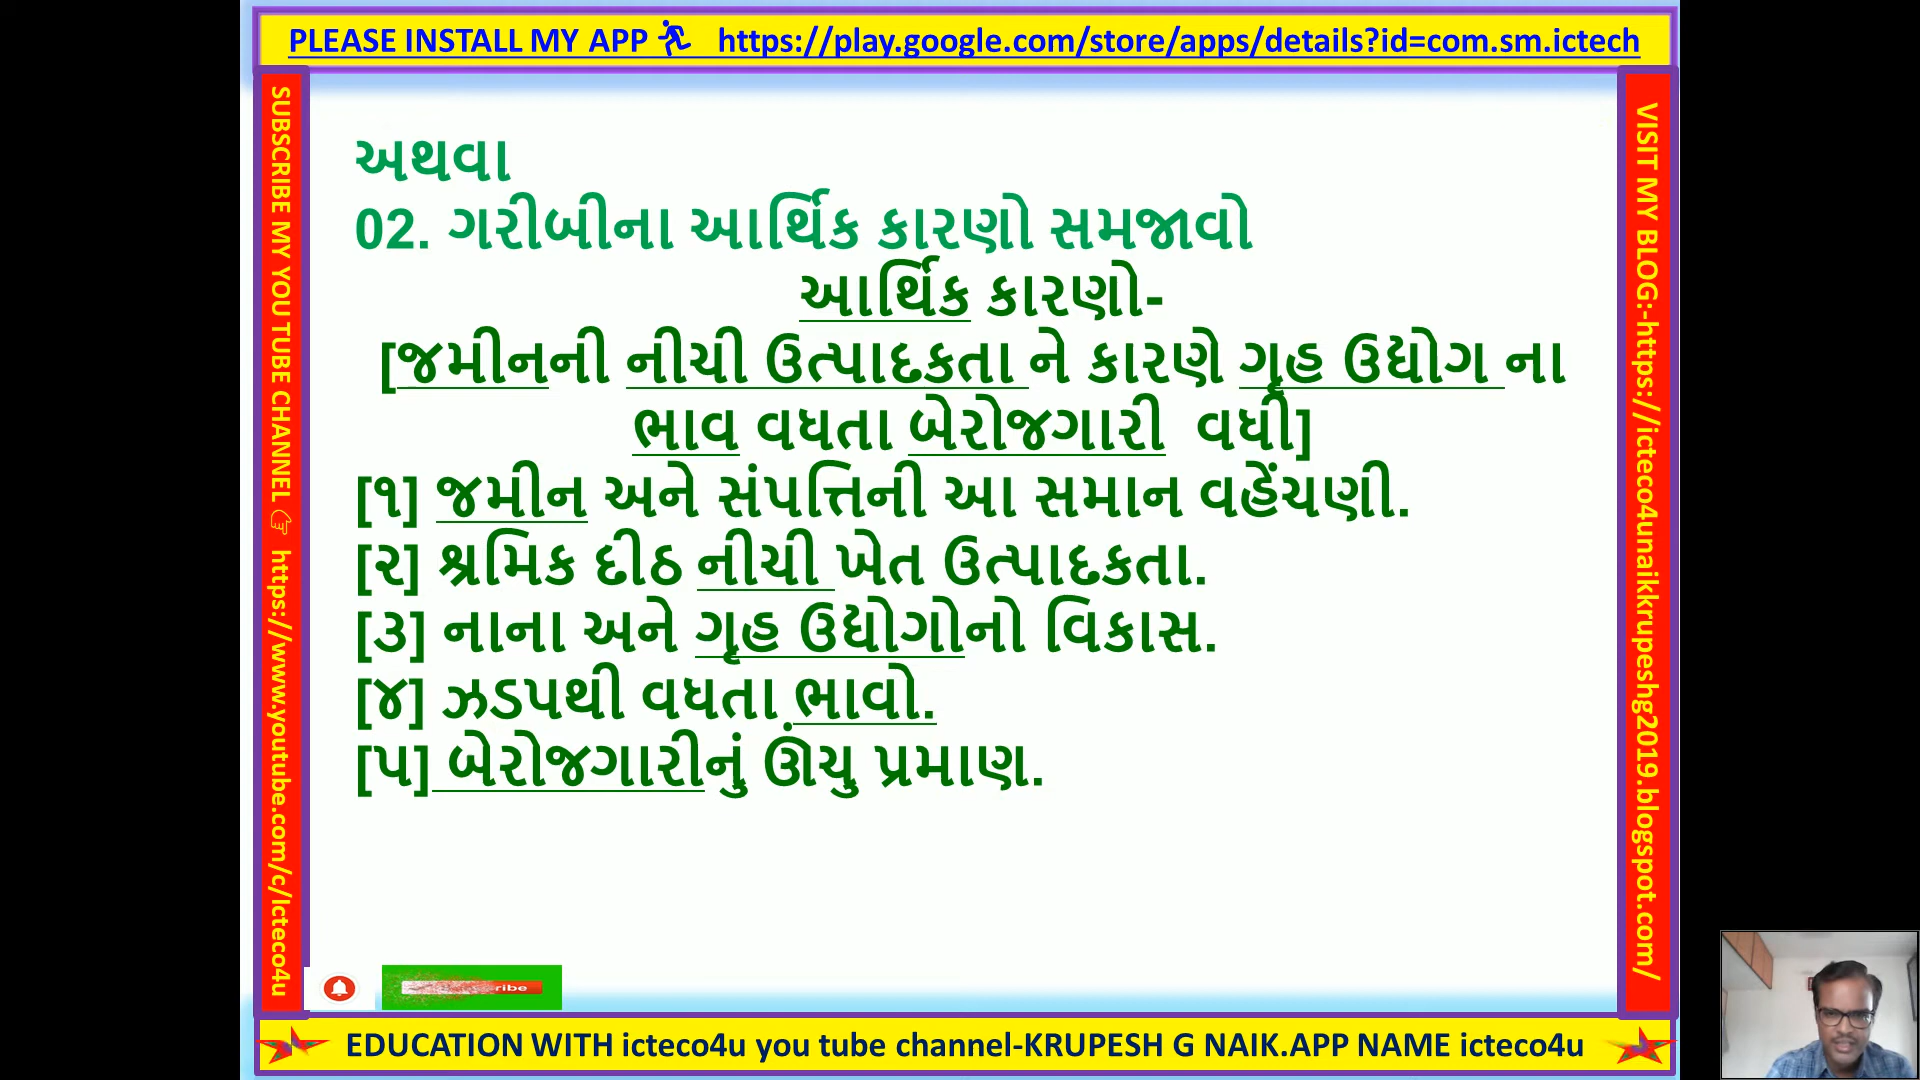 PLEASE INSTALL MY APP https://play.google.com/store/apps/details?id=com.sm.ictech
SUBSCRIBE MY YOU TUBE CHANNEL https://www.youtube.com/c/Icteco4u
અથવા
02. ગરીબીના આર્થિક કારણો સમજાવો
આર્થિક કારણો-
[જમીનની નીચી ઉત્પાદકતા ને કારણે ગૃહ ઉદ્યોગ ના
ભાવ વધતા બેરોજગારી વધી]
[૧] જમીન અને સંપત્તિની આ સમાન વહેંચણી.
[૨] શ્રમિક દીઠ નીચી ખેત ઉત્પાદકતા.
[૩] નાના અને ગૃહ ઉદ્યોગોનો વિકાસ.
[૪] ઝડપથી વધતા ભાવો.
[૫] બેરોજગારીનું ઊંચુ પ્રમાણ.
VISIT MY BLOG:-https://icteco4unaikkrupeshg2019.blogspot.com/
EDUCATION WITH icteco4u you tube channel-KRUPESH G NAIK.APP NAME icteco4u